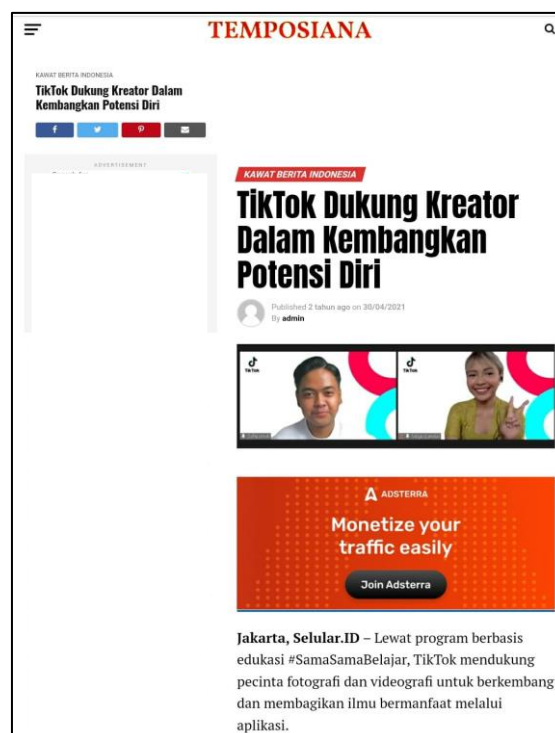 TEMPOSIANA
KAWAT BERITA INDONESIA
TikTok Dukung Kreator Dalam
Kembangkan Potensi Diri
ADVERTISEMENT
KAWAT BERITA INDONESIA
TikTok Dukung Kreator
Dalam Kembangkan
Potensi Diri
Published 2 tahun ago on 30/04/2021
By admin
TikTok
TikTok
ADSTERRA
Monetize your
traffic easily
Join Adsterra
Jakarta, Selular.ID – Lewat program berbasis
edukasi #SamaSamaBelajar, TikTok mendukung
pecinta fotografi dan videografi untuk berkembang
dan membagikan ilmu bermanfaat melalui
aplikasi.